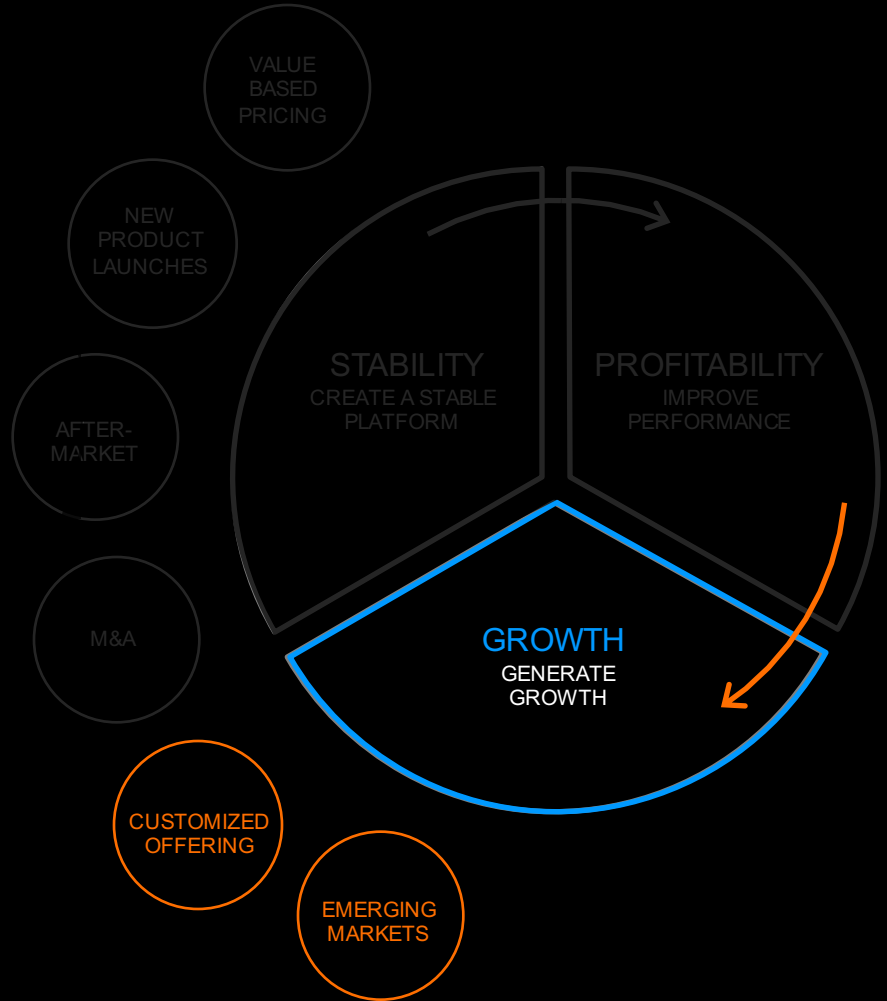 VALUE
BASED
PRICING
NEW
PRODUCT
LAUNCHES
AFTER-
MARKET
M&A
CUSTOMIZED
OFFERING
EMERGING
MARKETS
STABILITY
CREATE A STABLE
PLATFORM
PROFITABILITY
IMPROVE
PERFORMANCE
GROWTH
GENERATE
GROWTH